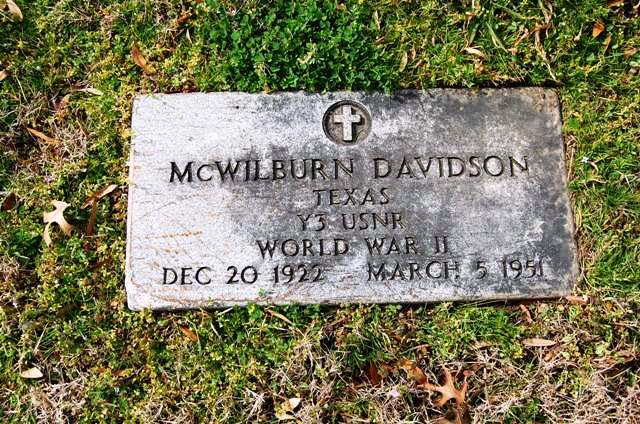 McWILBURN DAVIDSON
TEXAS
Y3 USNR
WORLD WAR II
DEC 20 1922 - MARCH 5 1951